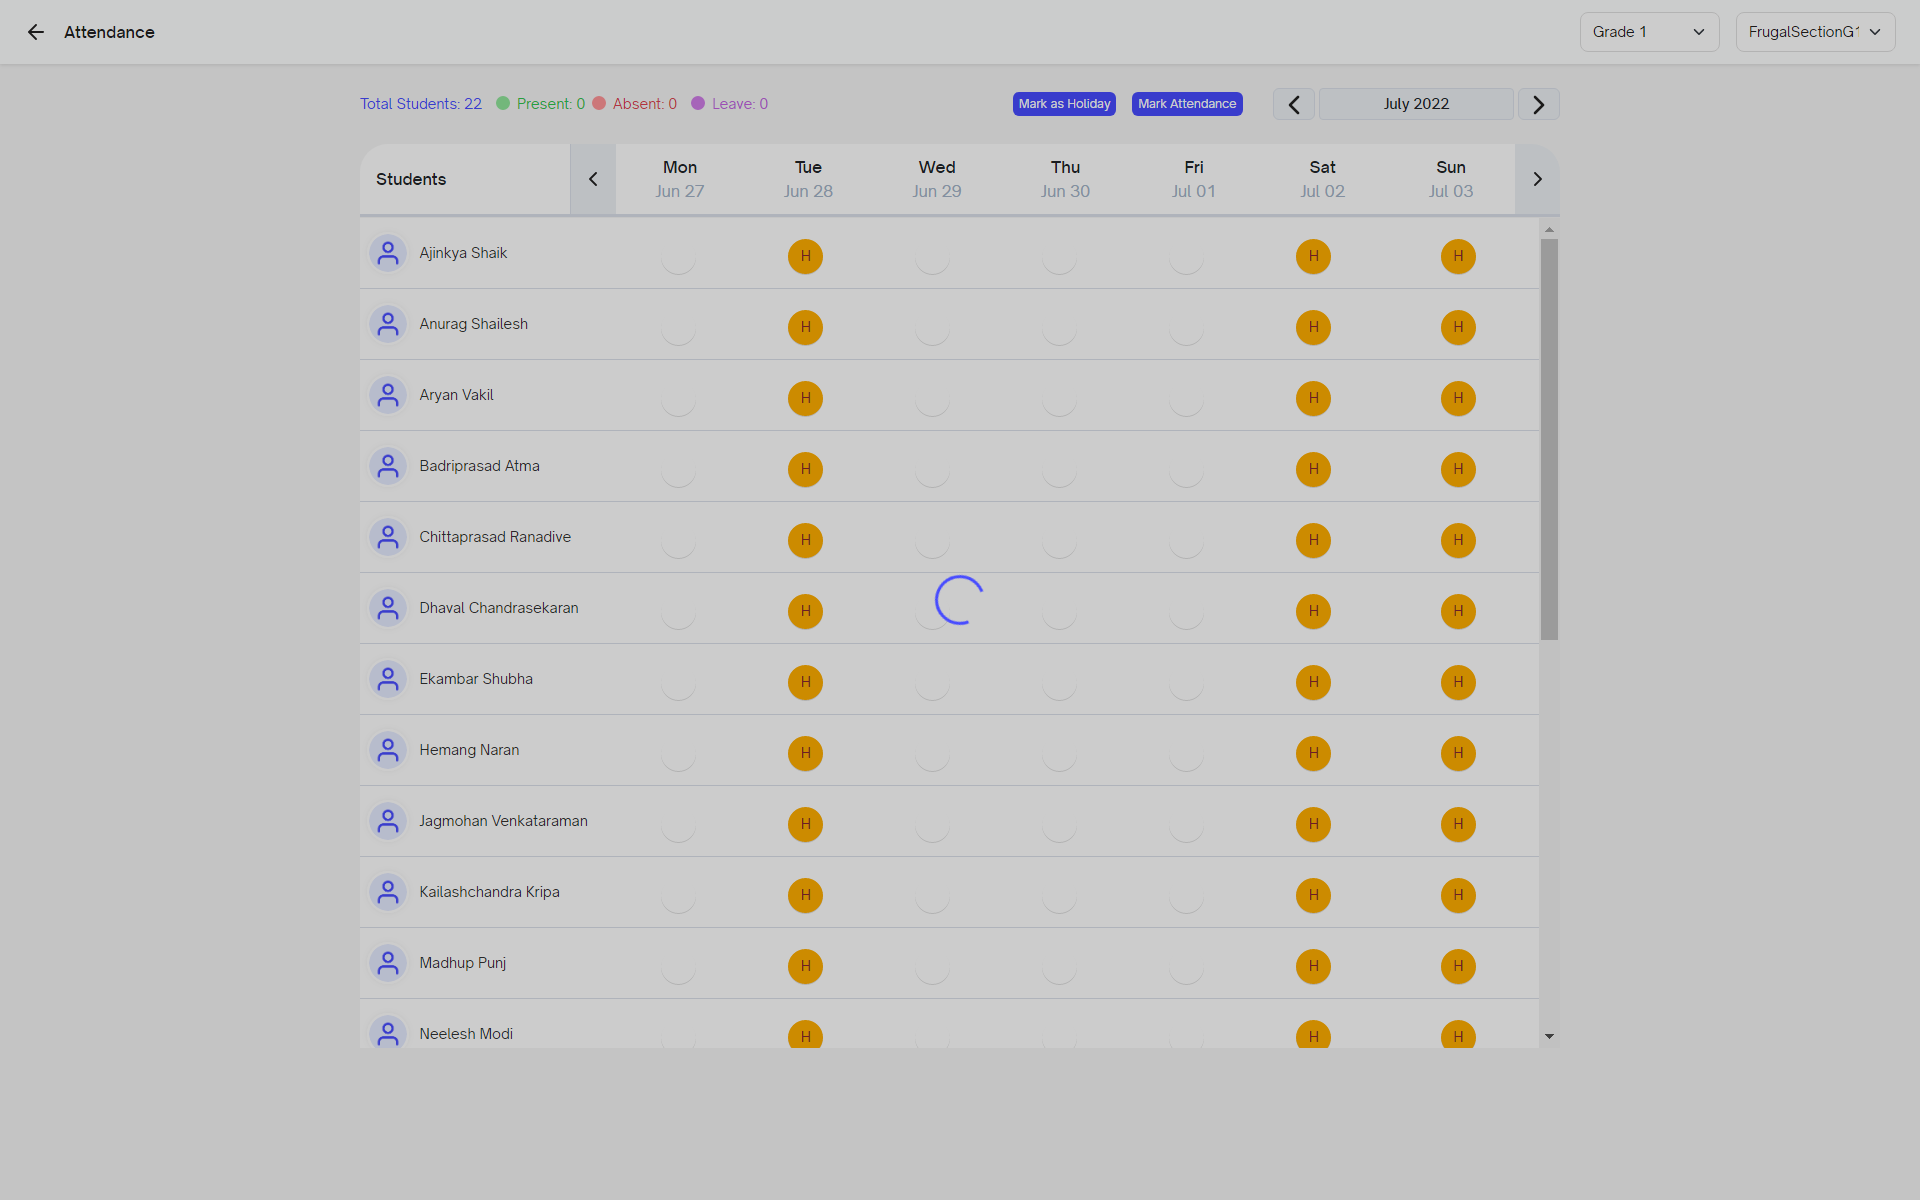 Attendance
Grade 1
FrugalSectionG1
Total Students: 22 Present: 0 Absent: 0 Leave: 0
Mark as Holiday Mark Attendance July 2022
Students Mon Tue Wed Thu Fri Sat Sun
Jun 27 Jun 28 Jun 29 Jun 30 Jul 01 Jul 02 Jul 03
Ajinkya Shaik H H H
Anurag Shailesh H H H
Aryan Vakil H H H
Badriprasad Atma H H H
Chittaprasad Ranadive H H H
Dhaval Chandrasekaran H H H
Ekambar Shubha H H H
Hemang Naran H H H
Jagmohan Venkataraman H H H
Kailashchandra Kripa H H H
Madhup Punj H H H
Neelesh Modi H H H